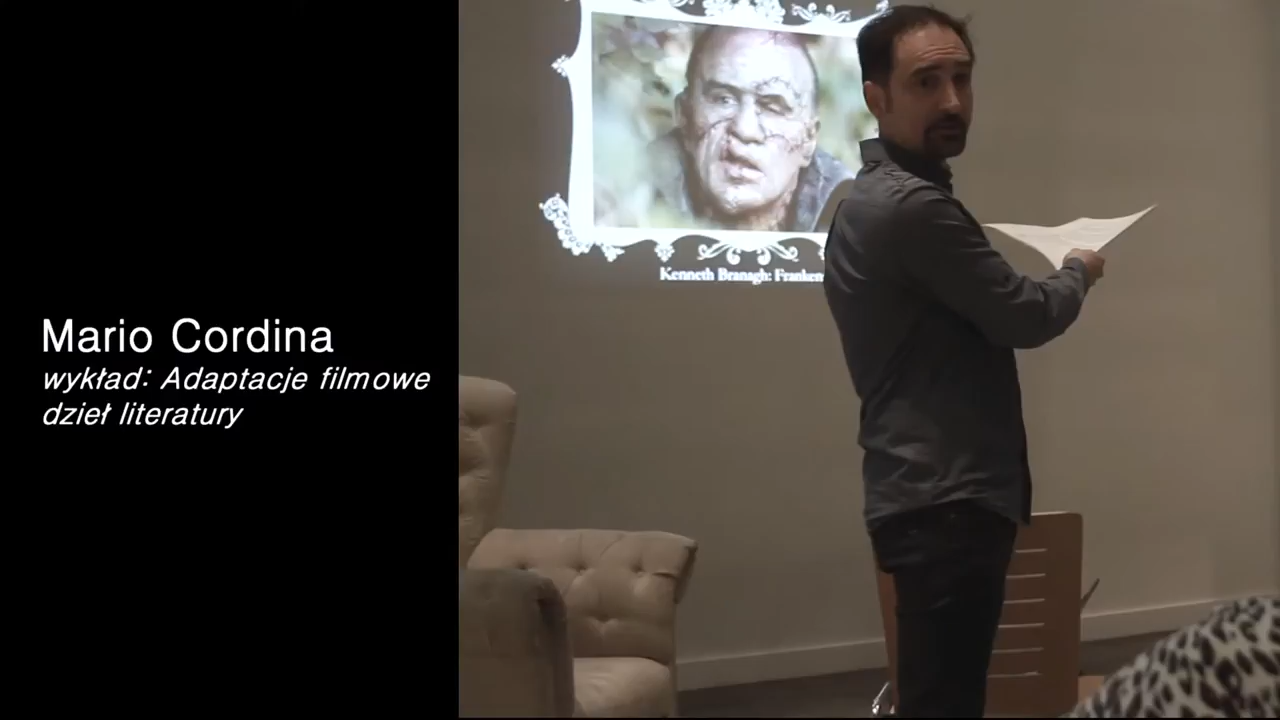 Mario Cordina
wykład: Adaptacje filmowe
dzieł literatury
Kenneth Branagh: Franken